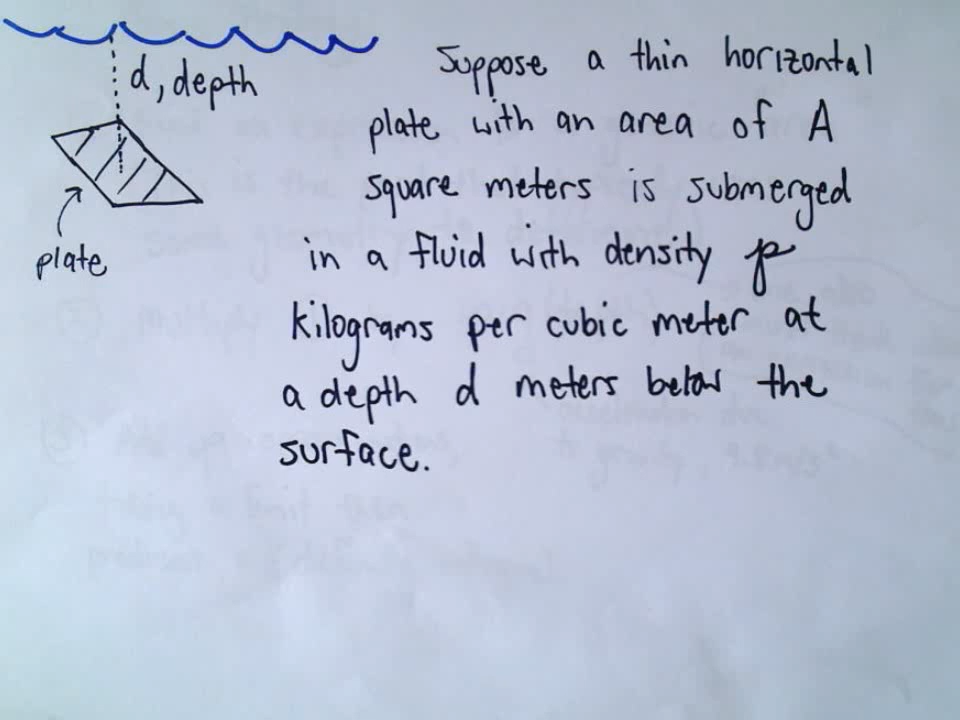 d, depth
plate
Suppose a thin horizontal
plate with an area of A
square meters is submerged
in a fluid with density ρ
kilograms per cubic meter at
a depth d meters below the
surface.